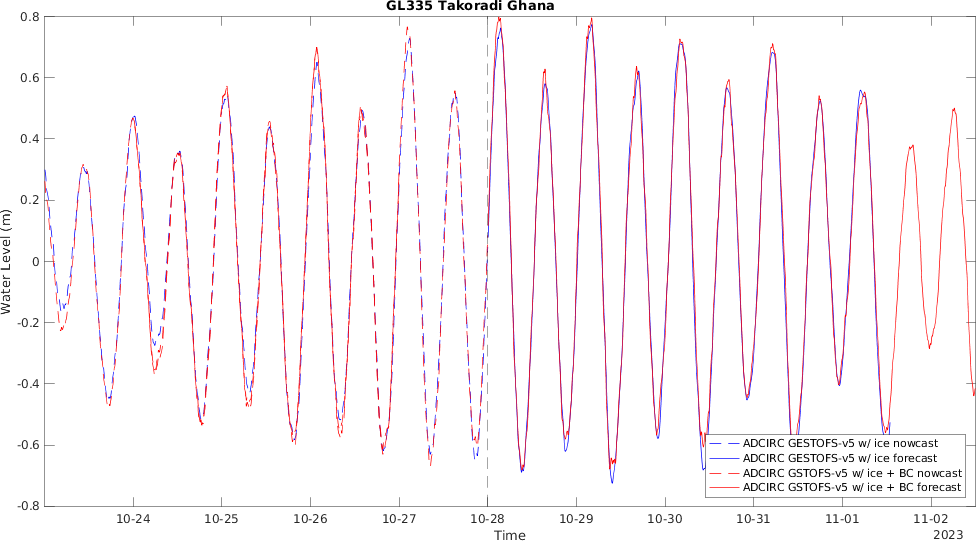 GL335 Takoradi Ghana
0.8
0.6
0.4
0.2
0
-0.2
-0.4
-0.6
-0.8
Water Level (m)
10-24 10-25 10-26 10-27 10-28 10-29 10-30 10-31 11-01 11-02
Time
2023
ADCIRC GESTOFS-v5 w/ ice nowcast
ADCIRC GESTOFS-v5 w/ ice forecast
ADCIRC GSTOFS-v5 w/ ice + BC nowcast
ADCIRC GSTOFS-v5 w/ ice + BC forecast